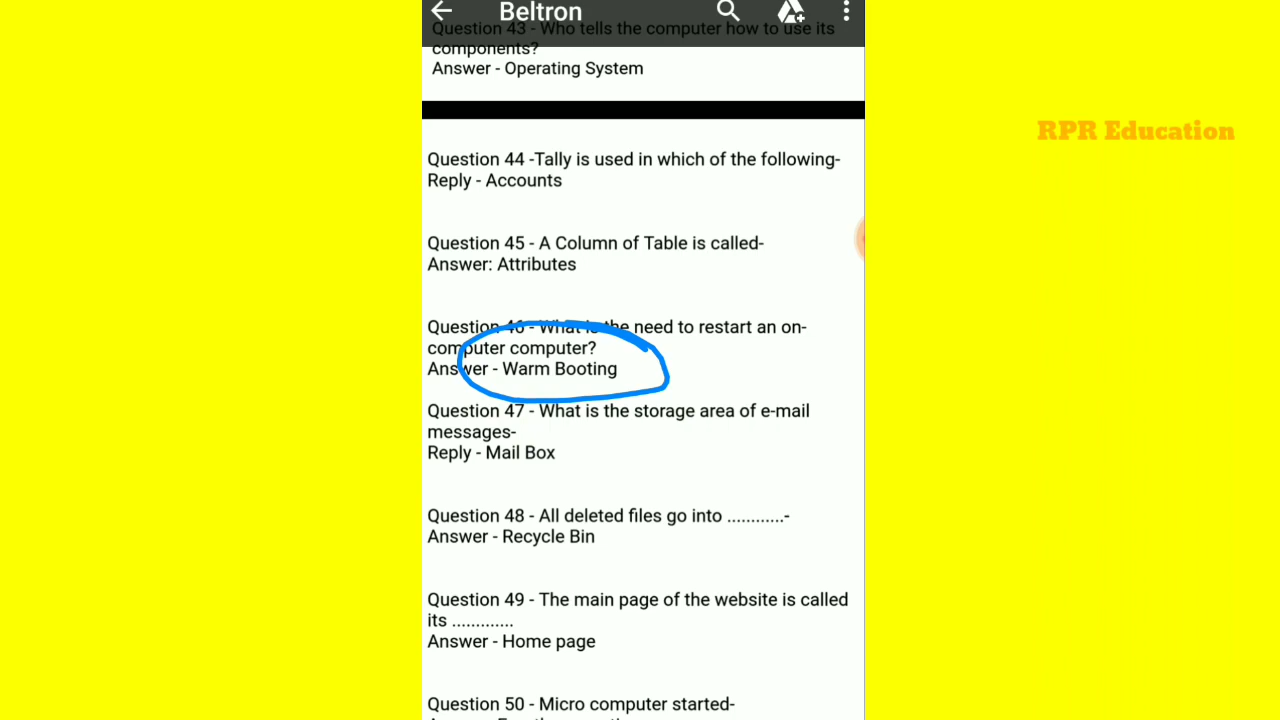 Beltron
Question 43 - Who tells the computer how to use its
components?
Answer - Operating System
RPR Education
Question 44 -Tally is used in which of the following-
Reply - Accounts
Question 45 - A Column of Table is called-
Answer: Attributes
Question 46 - What is the need to restart an on-
computer computer?
Answer - Warm Booting
Question 47 - What is the storage area of e-mail
messages-
Reply - Mail Box
Question 48 - All deleted files go into ............-
Answer - Recycle Bin
Question 49 - The main page of the website is called
its .............
Answer - Home page
Question 50 - Micro computer started-